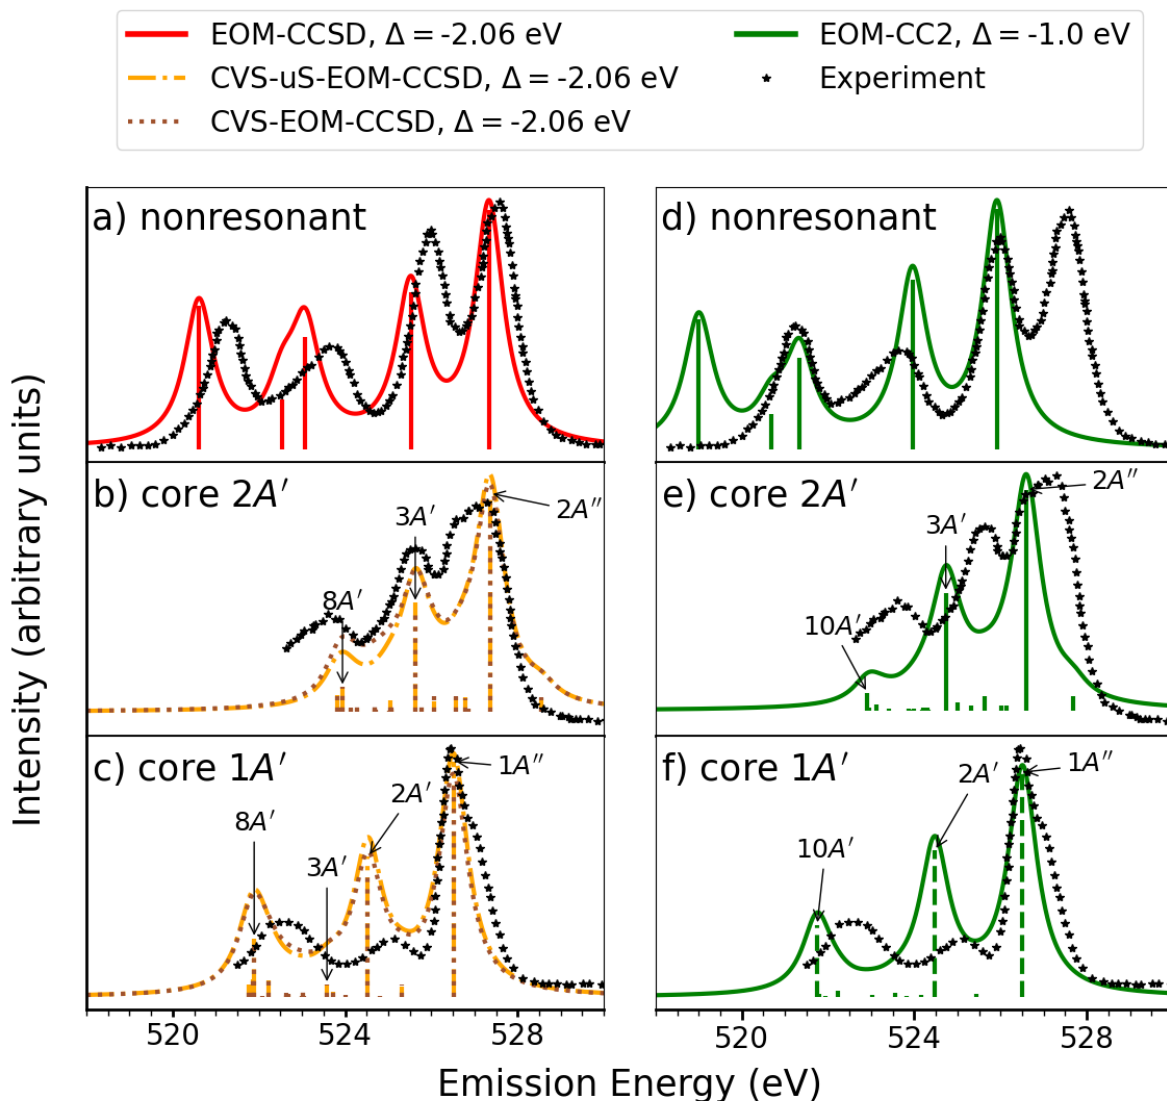 EOM-CCSD, Δ = -2.06 eV
CVS-uS-EOM-CCSD, Δ = -2.06 eV
CVS-EOM-CCSD, Δ = -2.06 eV
EOM-CC2, Δ = -1.0 eV
Experiment
Intensity (arbitrary units)
a) nonresonant
d) nonresonant
b) core 2A′
3A′
2A″
8A′
e) core 2A′
2A″
3A′
10A′
c) core 1A′
1A″
2A′
8A′
3A′
f) core 1A′
1A″
2A′
10A′
520 524 528
520 524 528
Emission Energy (eV)